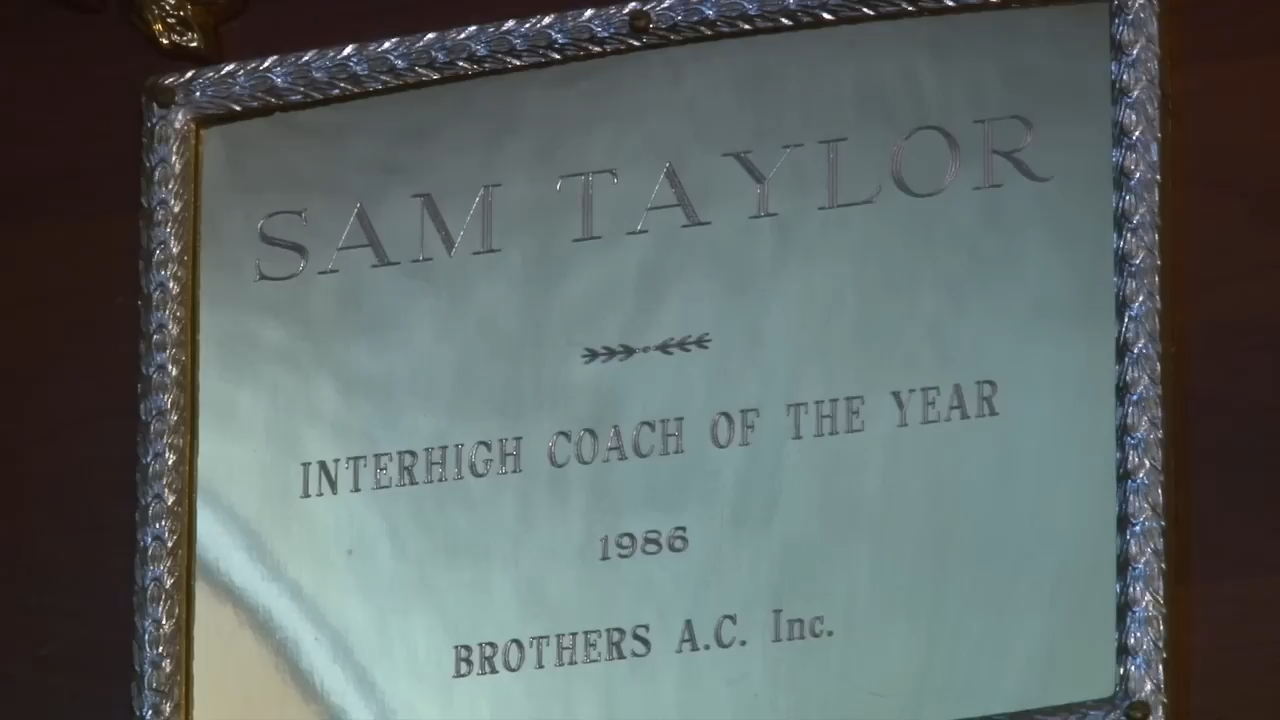 SAM TAYLOR
INTERHIGH COACH OF THE YEAR
1986
BROTHERS A.C. Inc.